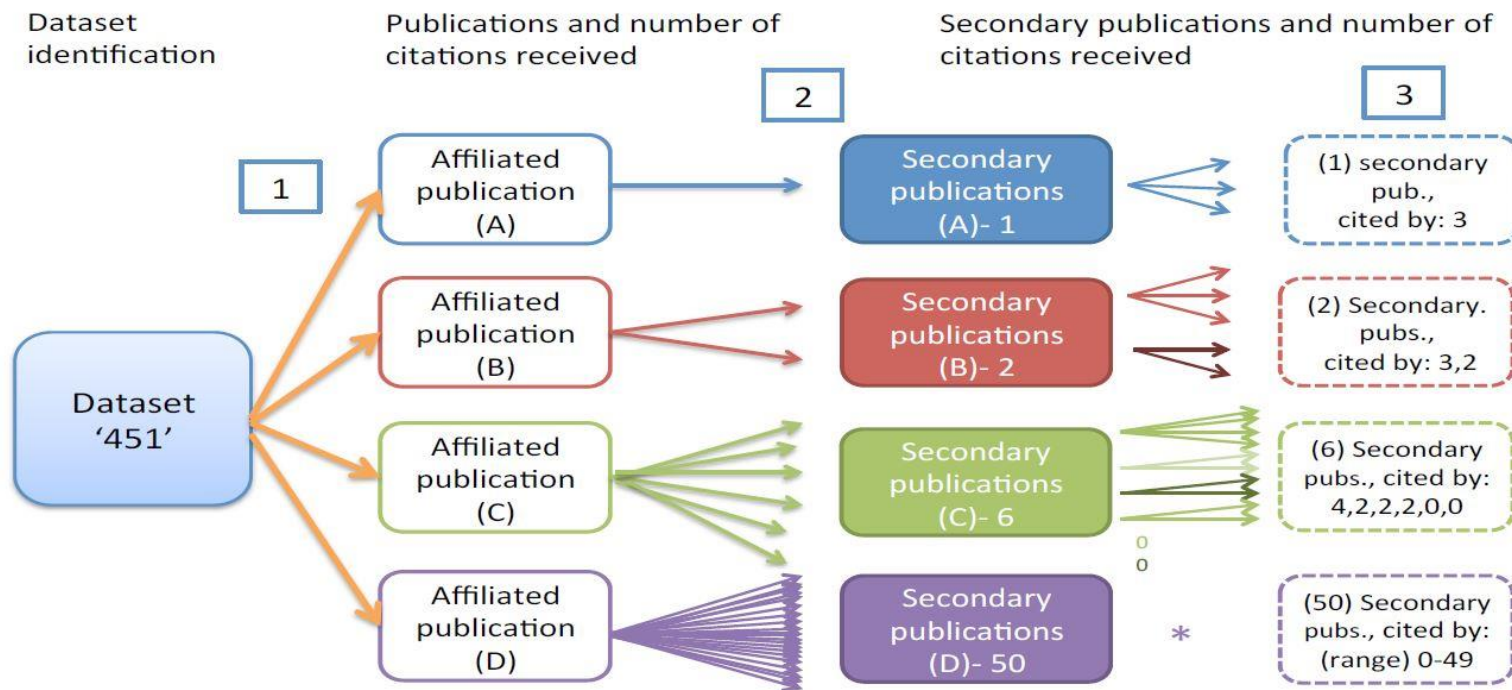 Dataset
identification
Publications and number of
citations received
Secondary publications and number of
citations received
1
2
3
Dataset
‘451’
Affiliated
publication
(A)
Secondary
publications
(A)- 1
(1) secondary
pub.,
cited by: 3
Affiliated
publication
(B)
Secondary
publications
(B)- 2
(2) Secondary.
pubs.,
cited by: 3,2
Affiliated
publication
(C)
Secondary
publications
(C)- 6
0
0
(6) Secondary
pubs., cited by:
4,2,2,2,0,0
Affiliated
publication
(D)
Secondary
publications
(D)- 50
*
(50) Secondary
pubs., cited by:
(range) 0-49